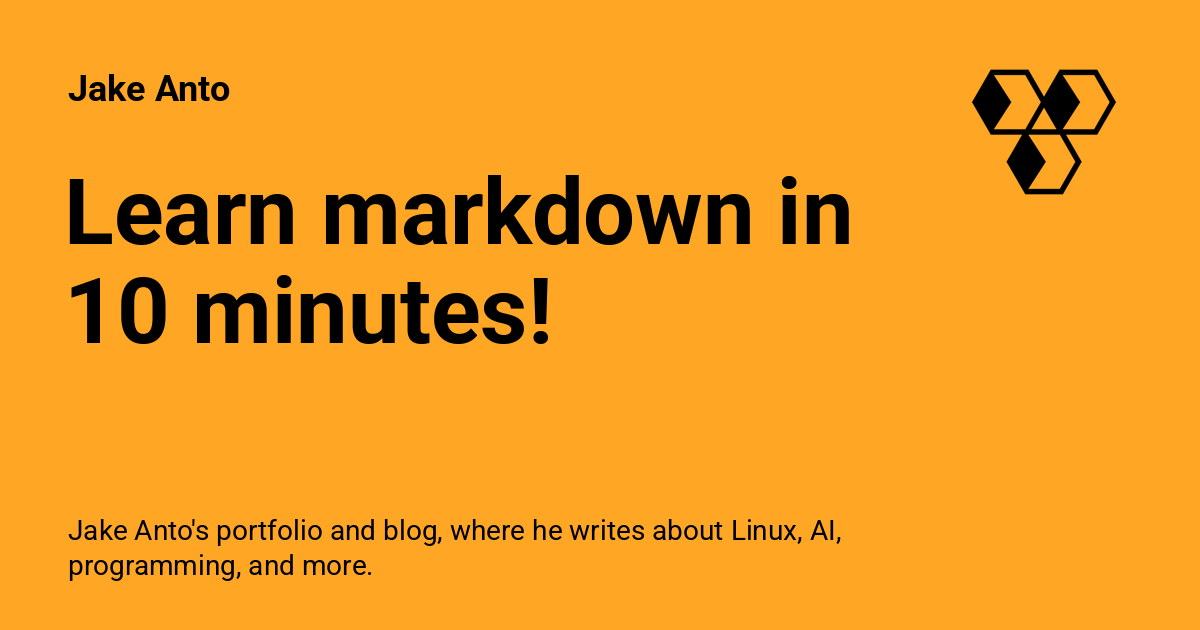 Jake Anto
Learn markdown in
10 minutes!
Jake Anto's portfolio and blog, where he writes about Linux, AI,
programming, and more.